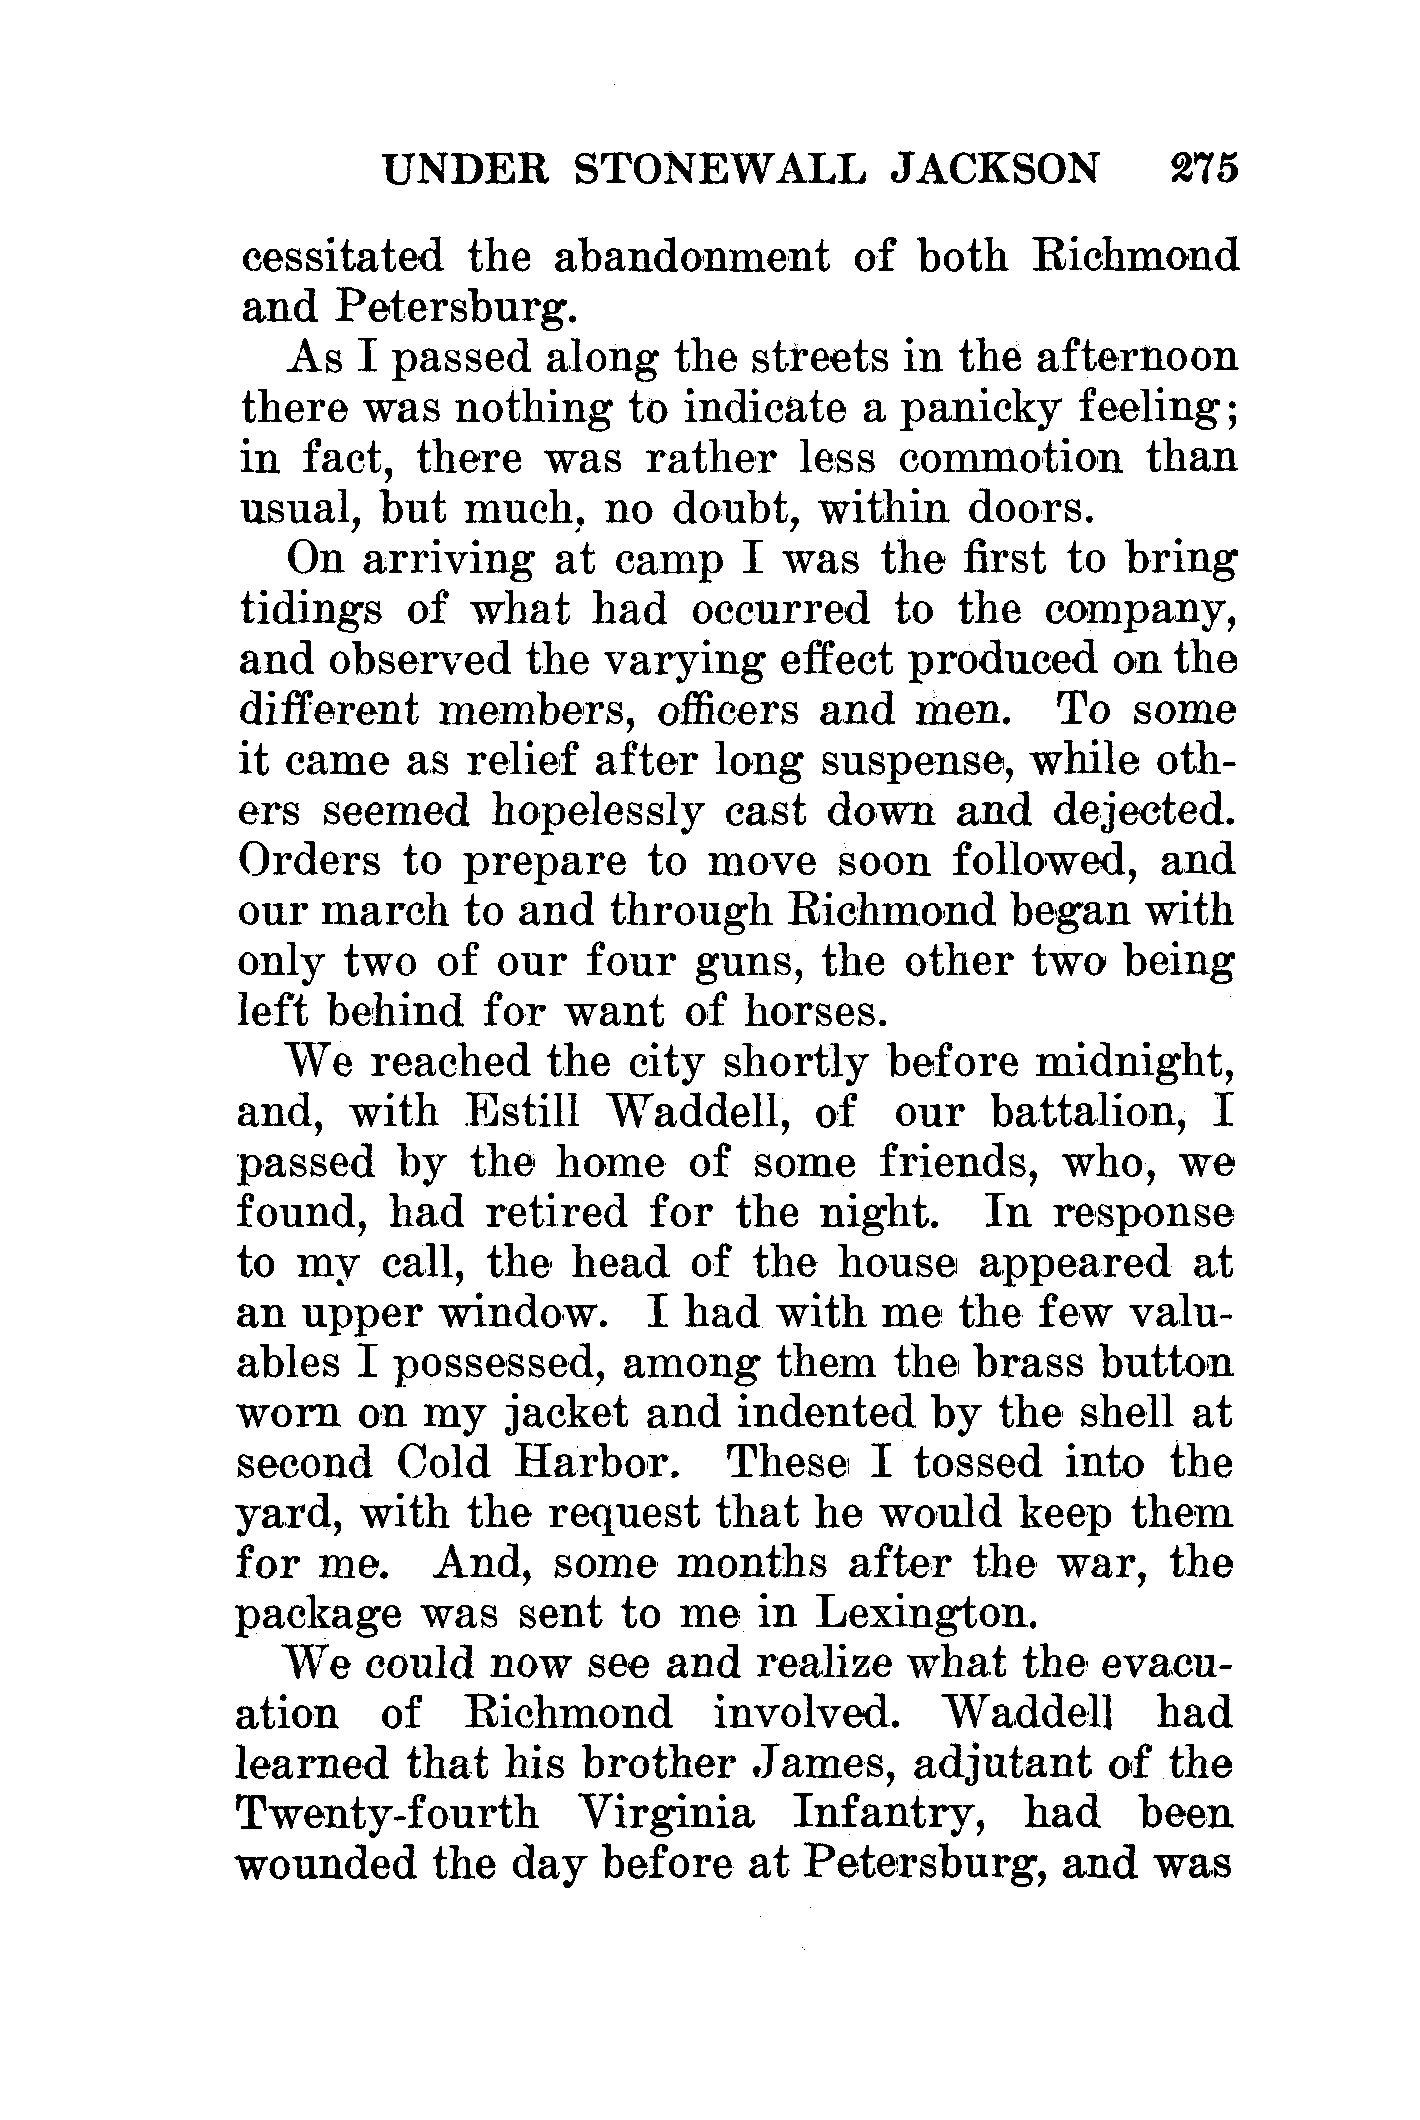 UNDER STONEWALL JACKSON 275
cessitated the abandonment of both Richmond
and Petersburg.
As I passed along the streets in the afternoon
there was nothing to indicate a panicky feeling;
in fact, there was rather less commotion than
usual, but much, no doubt, within doors.
On arriving at camp I was the first to bring
tidings of what had occurred to the company,
and observed the varying effect produced on the
different members, officers and men. To some
it came as relief after long suspense, while oth-
ers seemed hopelessly cast down and dejected.
Orders to prepare to move soon followed, and
our march to and through Richmond began with
only two of our four guns, the other two being
left behind for want of horses.
We reached the city shortly before midnight,
and, with Estill Waddell, of our battalion, I
passed by the home of some friends, who, we
found, had retired for the night. In response
to my call, the head of the house appeared at
an upper window. I had with me the few valu-
ables I possessed, among them the brass button
worn on my jacket and indented by the shell at
second Cold Harbor. These I tossed into the
yard, with the request that he would keep them
for me. And, some months after the war, the
package was sent to me in Lexington.
We could now see and realize what the evacu-
ation of Richmond involved. Waddell had
learned that his brother James, adjutant of the
Twenty-fourth Virginia Infantry, had been
wounded the day before at Petersburg, and was